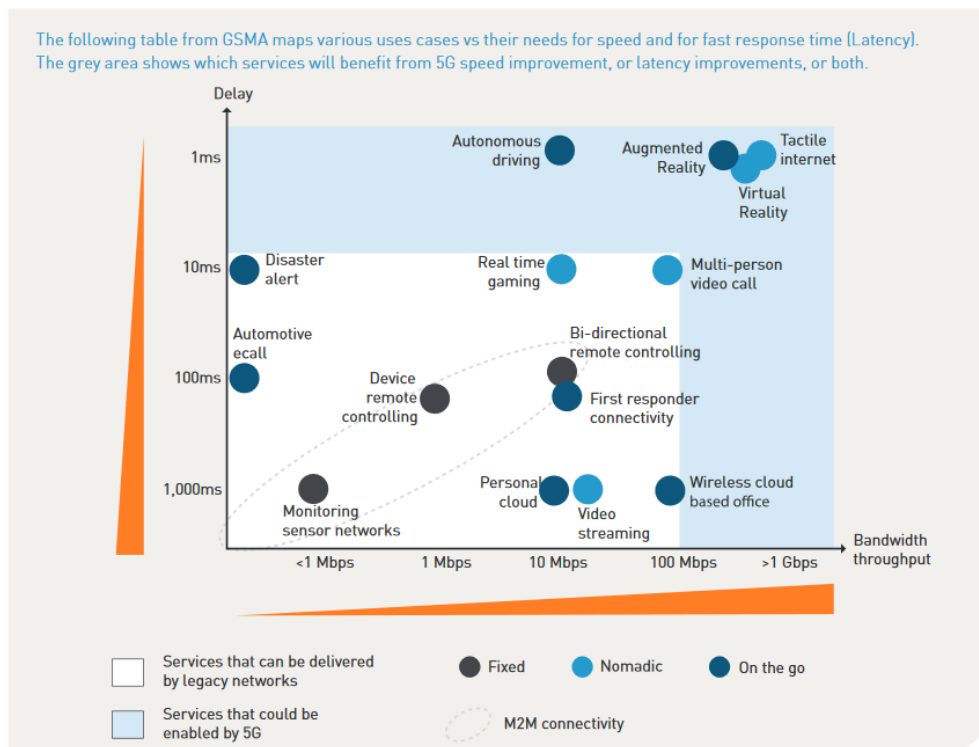 The following table from GSMA maps various uses cases vs their needs for speed and for fast response time (Latency).
The grey area shows which services will benefit from 5G speed improvement, or latency improvements, or both.
Delay
1ms
Autonomous
driving
Augmented
Reality
Tactile
internet
Virtual
Reality
10ms
Disaster
alert
Real time
gaming
Multi-person
video call
Automotive
ecall
100ms
Device
remote
controlling
Bi-directional
remote controlling
First responder
connectivity
1,000ms
Monitoring
sensor networks
Personal
cloud
Video
streaming
Wireless cloud
based office
Bandwidth
throughput
<1 Mbps
1 Mbps
10 Mbps
100 Mbps
>1 Gbps
Services that can be delivered
by legacy networks
Fixed
Nomadic
On the go
Services that could be
enabled by 5G
M2M connectivity